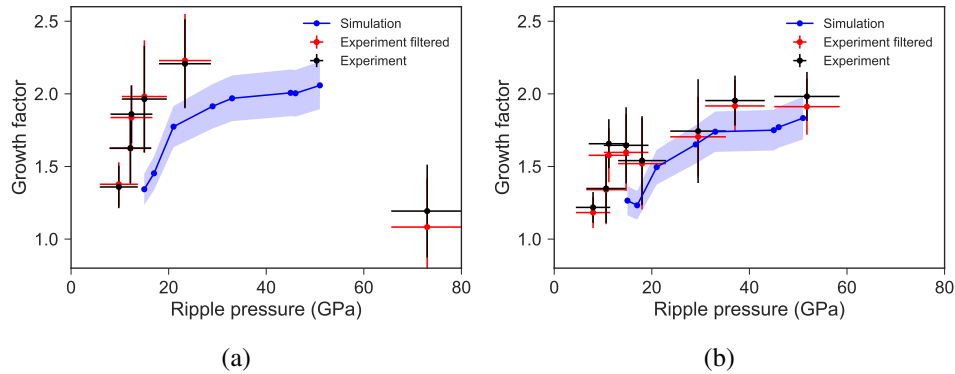 2.5
2.0
1.5
1.0
Growth factor
Simulation
Experiment filtered
Experiment
0 20 40 60 80
Ripple pressure (GPa)
(a)
2.5
2.0
1.5
1.0
Growth factor
Simulation
Experiment filtered
Experiment
0 20 40 60 80
Ripple pressure (GPa)
(b)